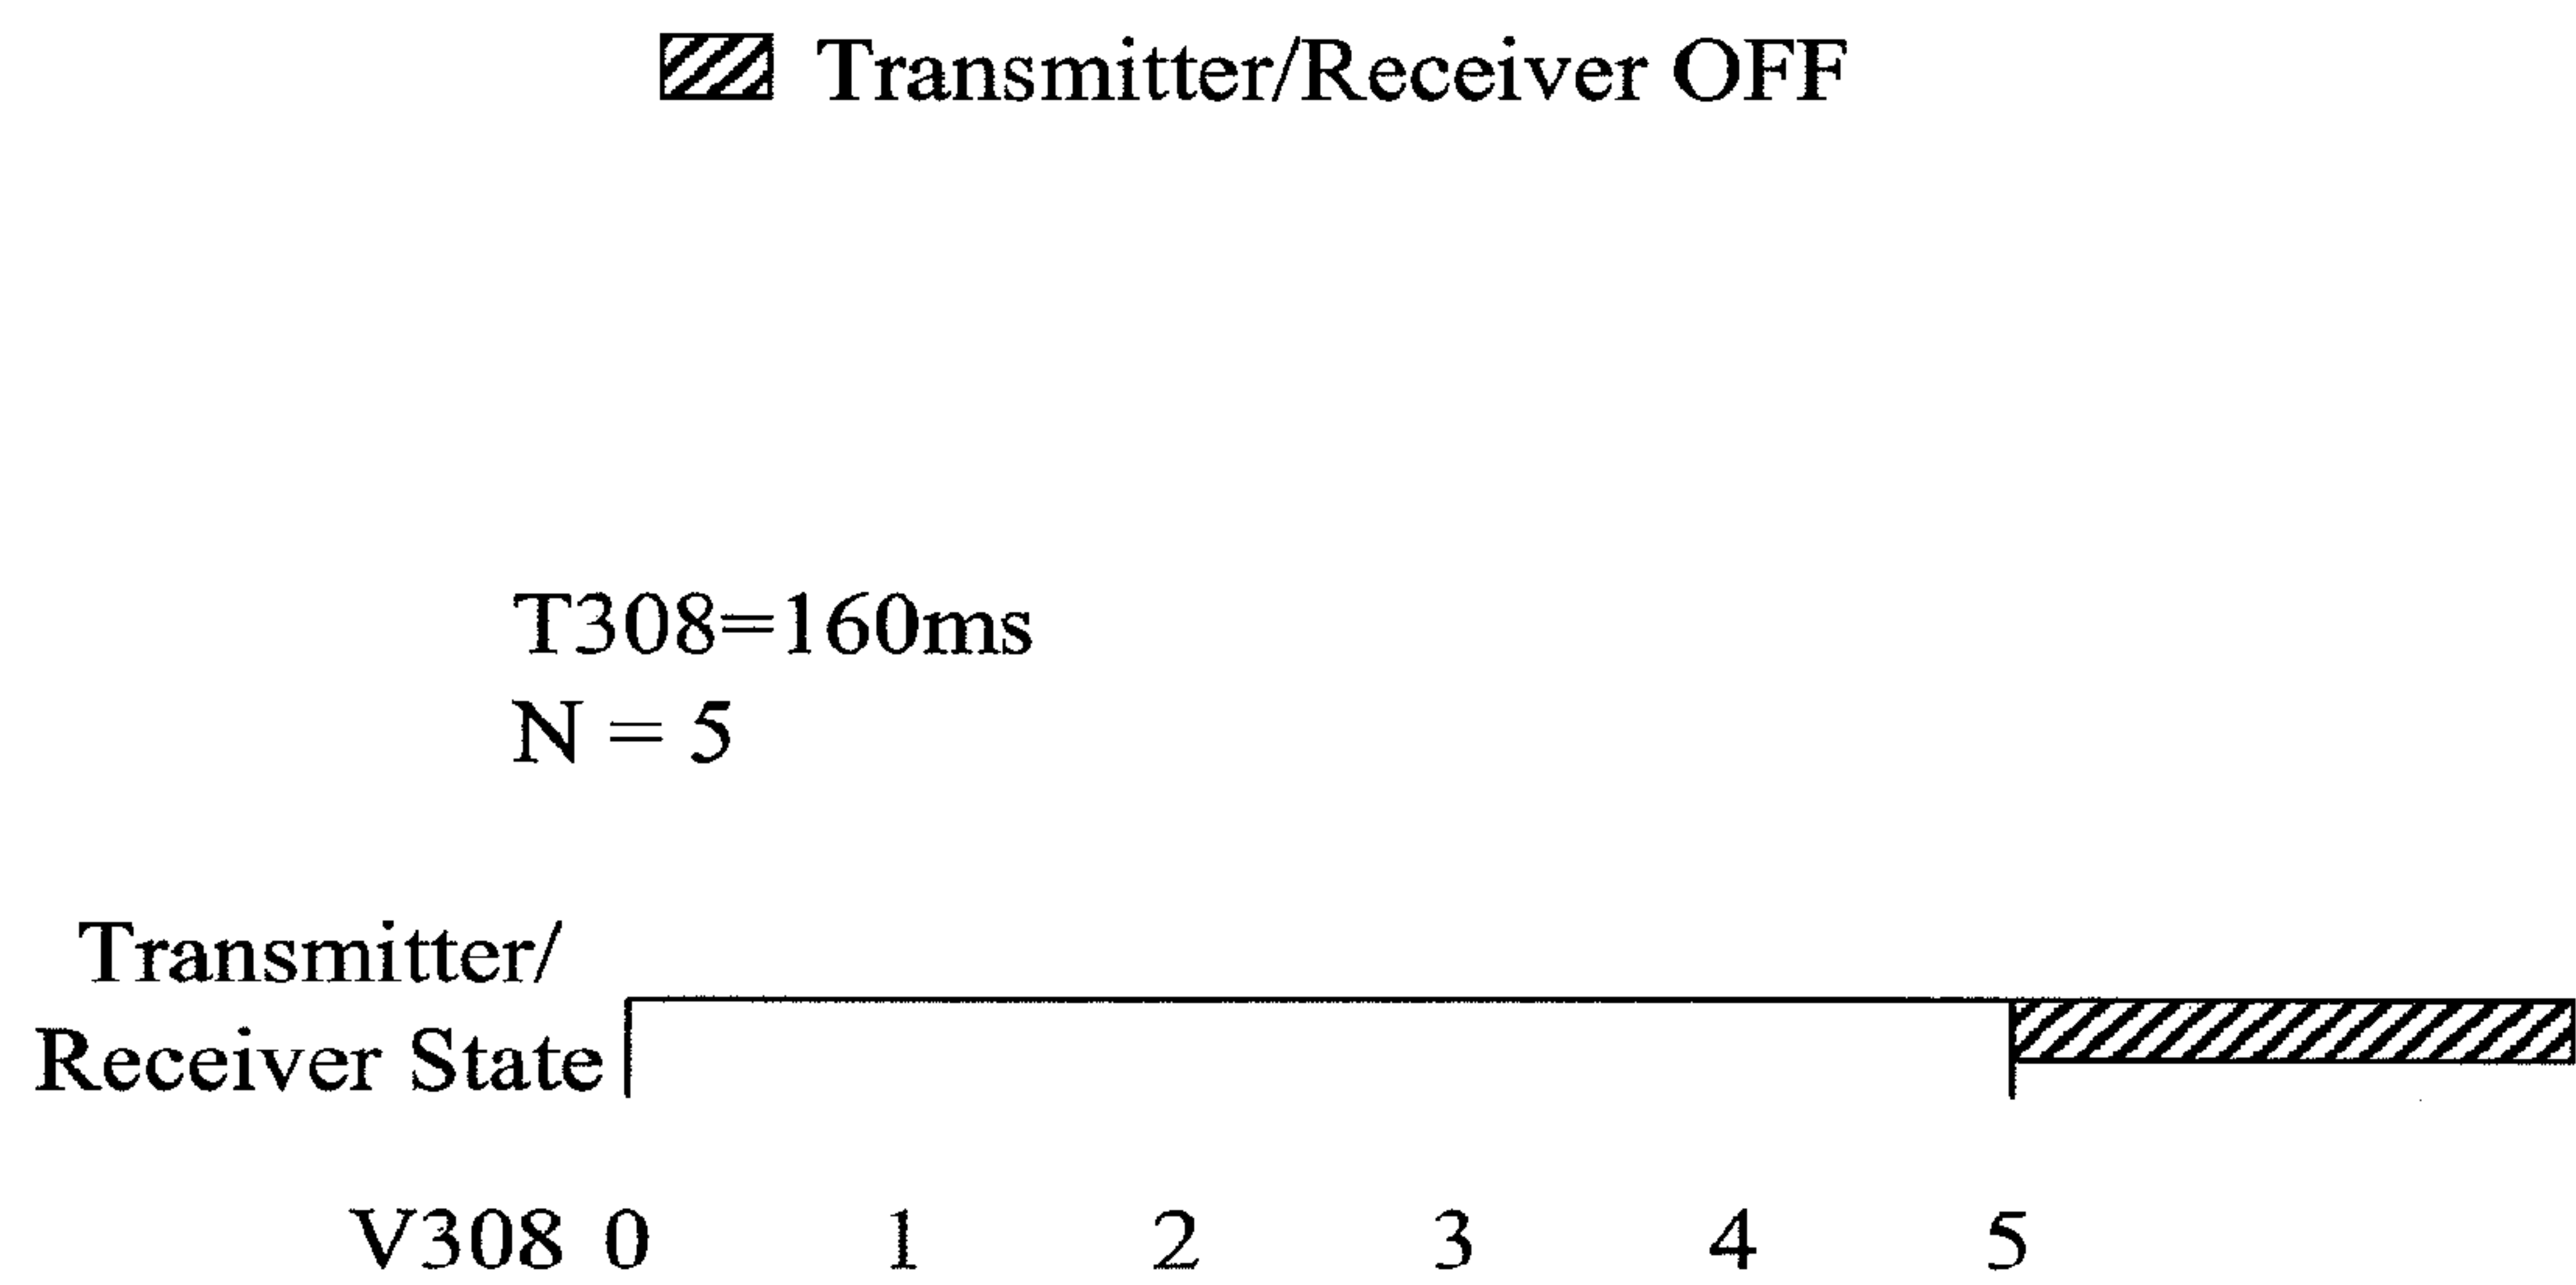 Transmitter/Receiver OFF
T308=160ms
N = 5
Transmitter/
Receiver State
V308 0 1 2 3 4 5